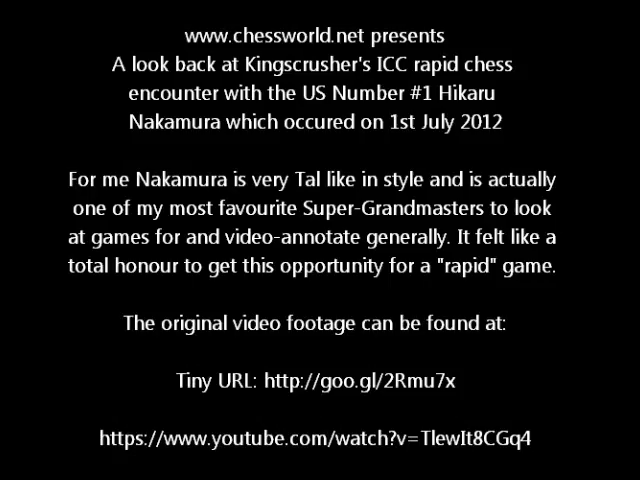 www.chessworld.net presents
A look back at Kingscrusher's ICC rapid chess
encounter with the US Number #1 Hikaru
Nakamura which occured on 1st July 2012
For me Nakamura is very Tal like in style and is actually
one of my most favourite Super-Grandmasters to look
at games for and video-annotate generally. It felt like a
total honour to get this opportunity for a "rapid" game.
The original video footage can be found at:
Tiny URL: http://goo.gl/2Rmu7x
https://www.youtube.com/watch?v=TlewIt8CGq4